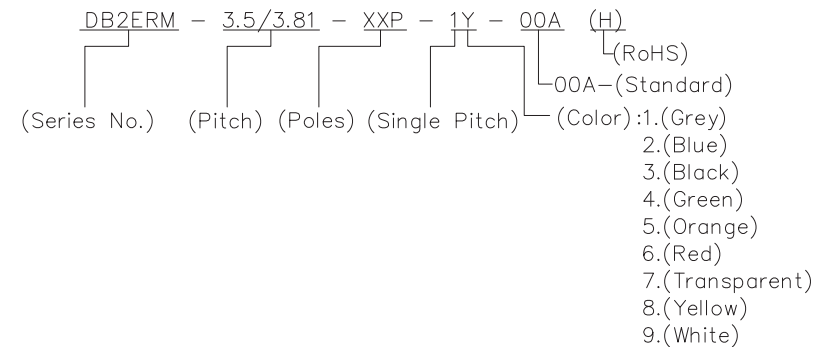 DB2ERM - 3.5/3.81 - XXP - 1Y - 00A (H)
(RoHS)
00A-(Standard)
(Series No.) (Pitch) (Poles) (Single Pitch) (Color):1.(Grey)
2.(Blue)
3.(Black)
4.(Green)
5.(Orange)
6.(Red)
7.(Transparent)
8.(Yellow)
9.(White)